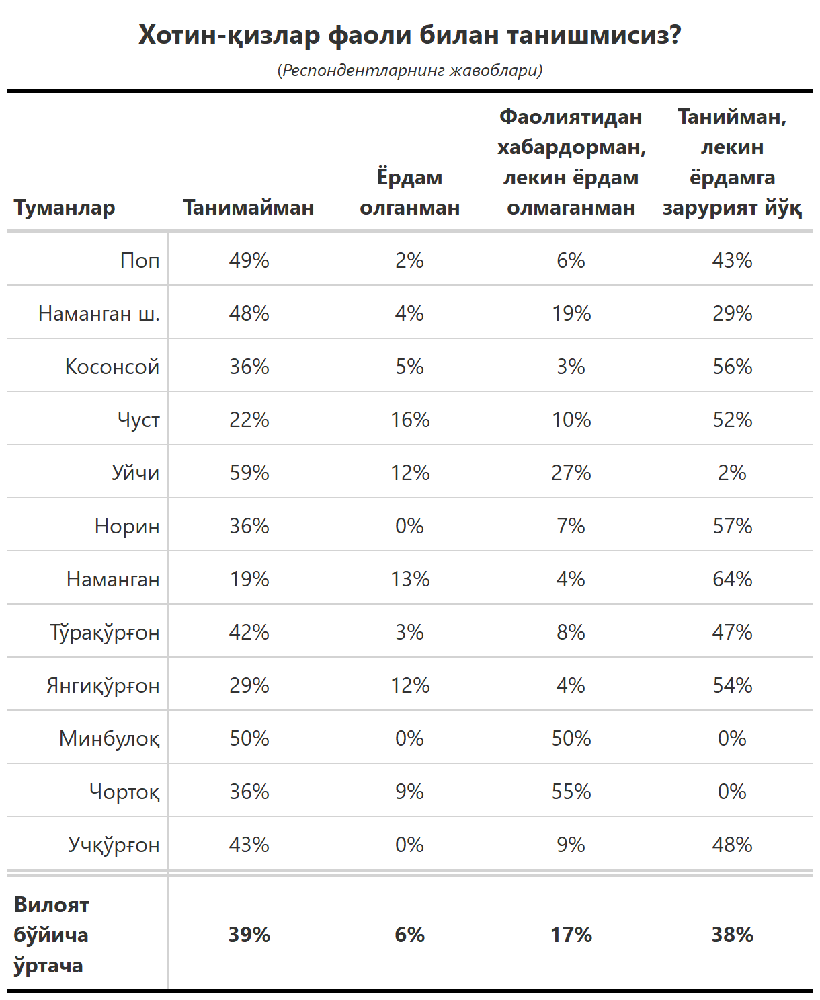 Хотин-қизлар фаоли билан танишмисиз?
(Респондентларнинг жавоблари)
Туманлар Танимайман Ёрдам олганман Фаолиятидан хабардорман, лекин ёрдам олмаганман Танийман, лекин ёрдамга зарурият йўқ
Поп 49% 2% 6% 43%
Наманган ш. 48% 4% 19% 29%
Косонсой 36% 5% 3% 56%
Чуст 22% 16% 10% 52%
Уйчи 59% 12% 27% 2%
Норин 36% 0% 7% 57%
Наманган 19% 13% 4% 64%
Тўрақўрғон 42% 3% 8% 47%
Янгиқўрғон 29% 12% 4% 54%
Минбулоқ 50% 0% 50% 0%
Чортоқ 36% 9% 55% 0%
Учқўрғон 43% 0% 9% 48%
Вилоят бўйича ўртача 39% 6% 17% 38%